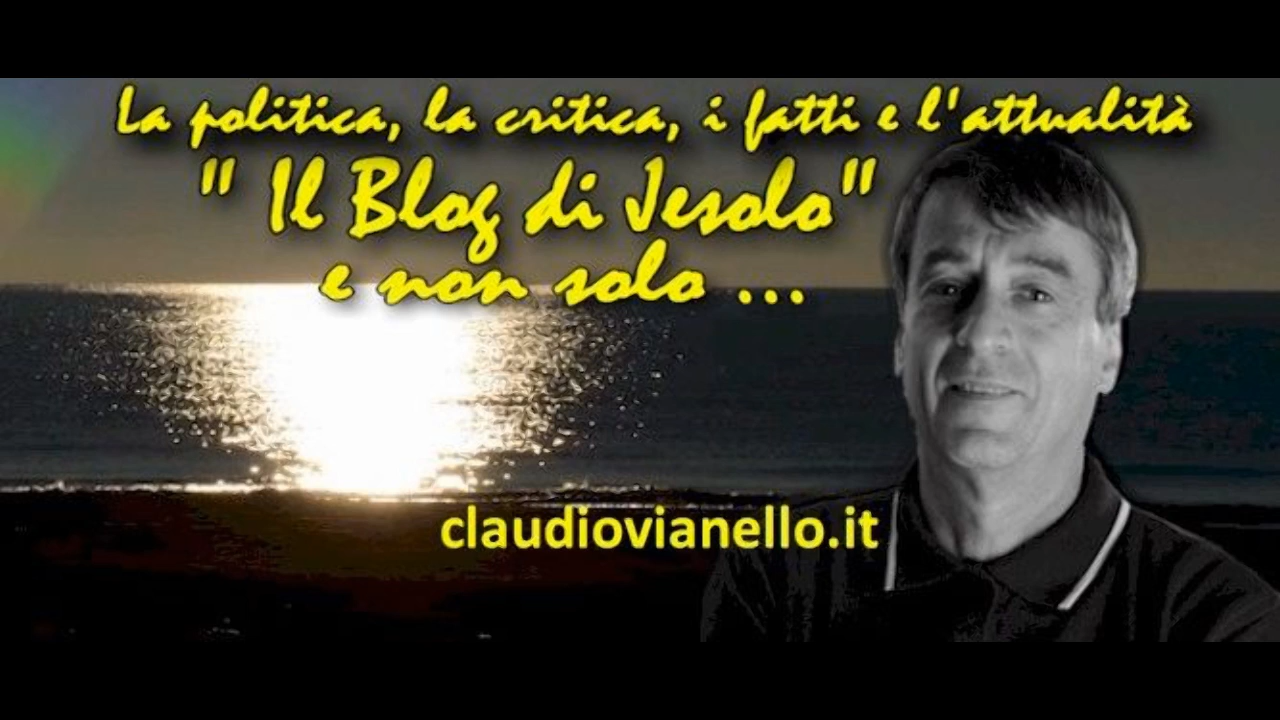 La politica, la critica, i fatti e l'attualità
" Il Blog di Jesolo"
e non solo ...
claudiovianello.it